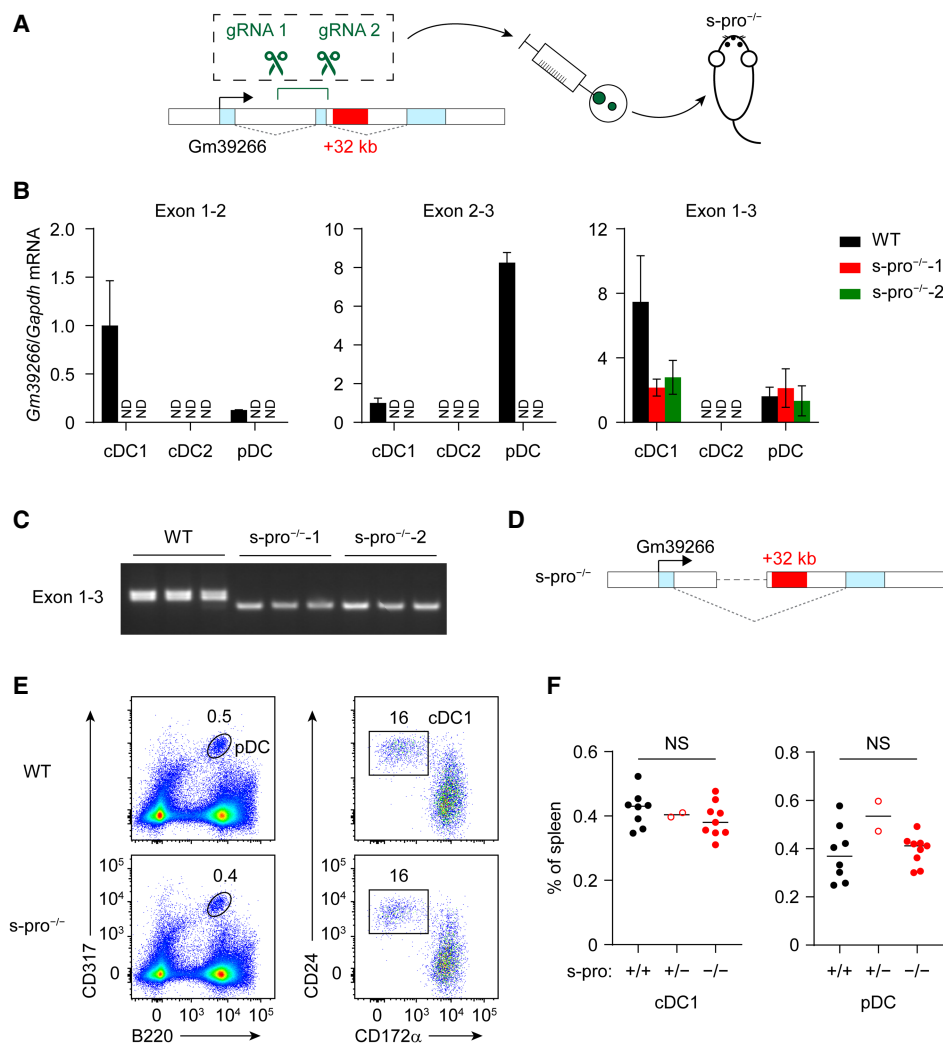 A
gRNA 1 gRNA 2
s-pro⁻/⁻
Gm39266
+32 kb
B
Exon 1-2
Exon 2-3
Exon 1-3
Gm39266/Gapdh mRNA
2.0
1.5
1.0
0.5
0
ND ND
ND ND ND
ND ND
cDC1 cDC2 pDC
10
8
6
4
2
0
ND ND
ND ND ND
ND ND
cDC1 cDC2 pDC
12
8
4
0
ND ND ND
cDC1 cDC2 pDC
WT
s-pro⁻/⁻-1
s-pro⁻/⁻-2
C
WT s-pro⁻/⁻-1 s-pro⁻/⁻-2
Exon 1-3
D
Gm39266
+32 kb
s-pro⁻/⁻
E
WT
0.5
pDC
16 cDC1
s-pro⁻/⁻
10⁵
10³
0
0.4
10⁵
10³
0
16
CD317
CD24
0 10³ 10⁴ 10⁵
0 10³ 10⁴ 10⁵
B220
CD172α
F
% of spleen
NS
0.6
0.4
0.2
0
s-pro: +/+ +/− −/−
cDC1
NS
0.8
0.6
0.4
0.2
0
+/+ +/− −/−
pDC